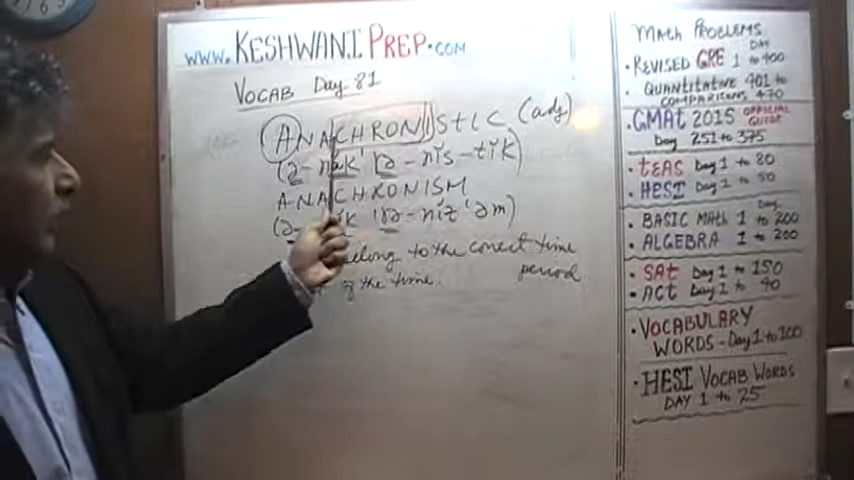 www.KESHWANI PREP.COM
VOCAB Day 81
ANACHRONISTIC (adj)
(ə-nak'rə-nĭs-tĭK)
ANACHRONISM
(ə- k'rə-nĭz'əm)
belong to the correct time
period
of the time.
MATH PROBLEMS
DAY
• REVISED GRE 1 to 400
• QUANTITATIVE 401 to
COMPARISONS 470
• GMAT 2015 OFFICIAL GUIDE
Day 251 to 375
• TEAS Day 1 to 80
• HESI Day 1 to 50
Day
• BASIC MATH 1 to 200
• ALGEBRA 1 to 200
• SAT Day 1 to 150
• ACT Day 1 to 90
• VOCABULARY
WORDS - Day 1 to 200
• HESI VOCAB WORDS
DAY 1 to 25